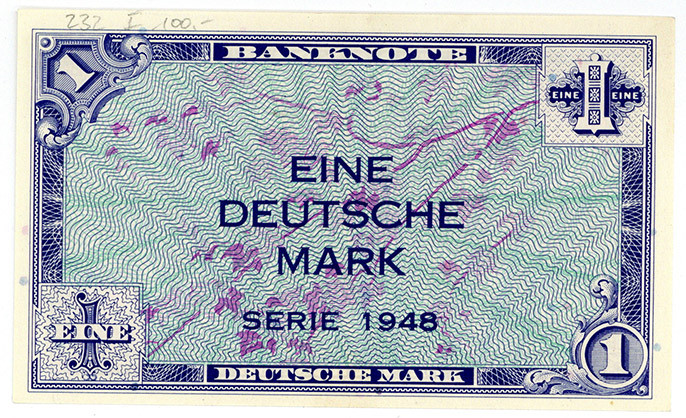 232 I 100.-
BANKNOTE
1
EINE 1 EINE
EINE
DEUTSCHE
MARK
SERIE 1948
EINE
1
DEUTSCHE MARK
1